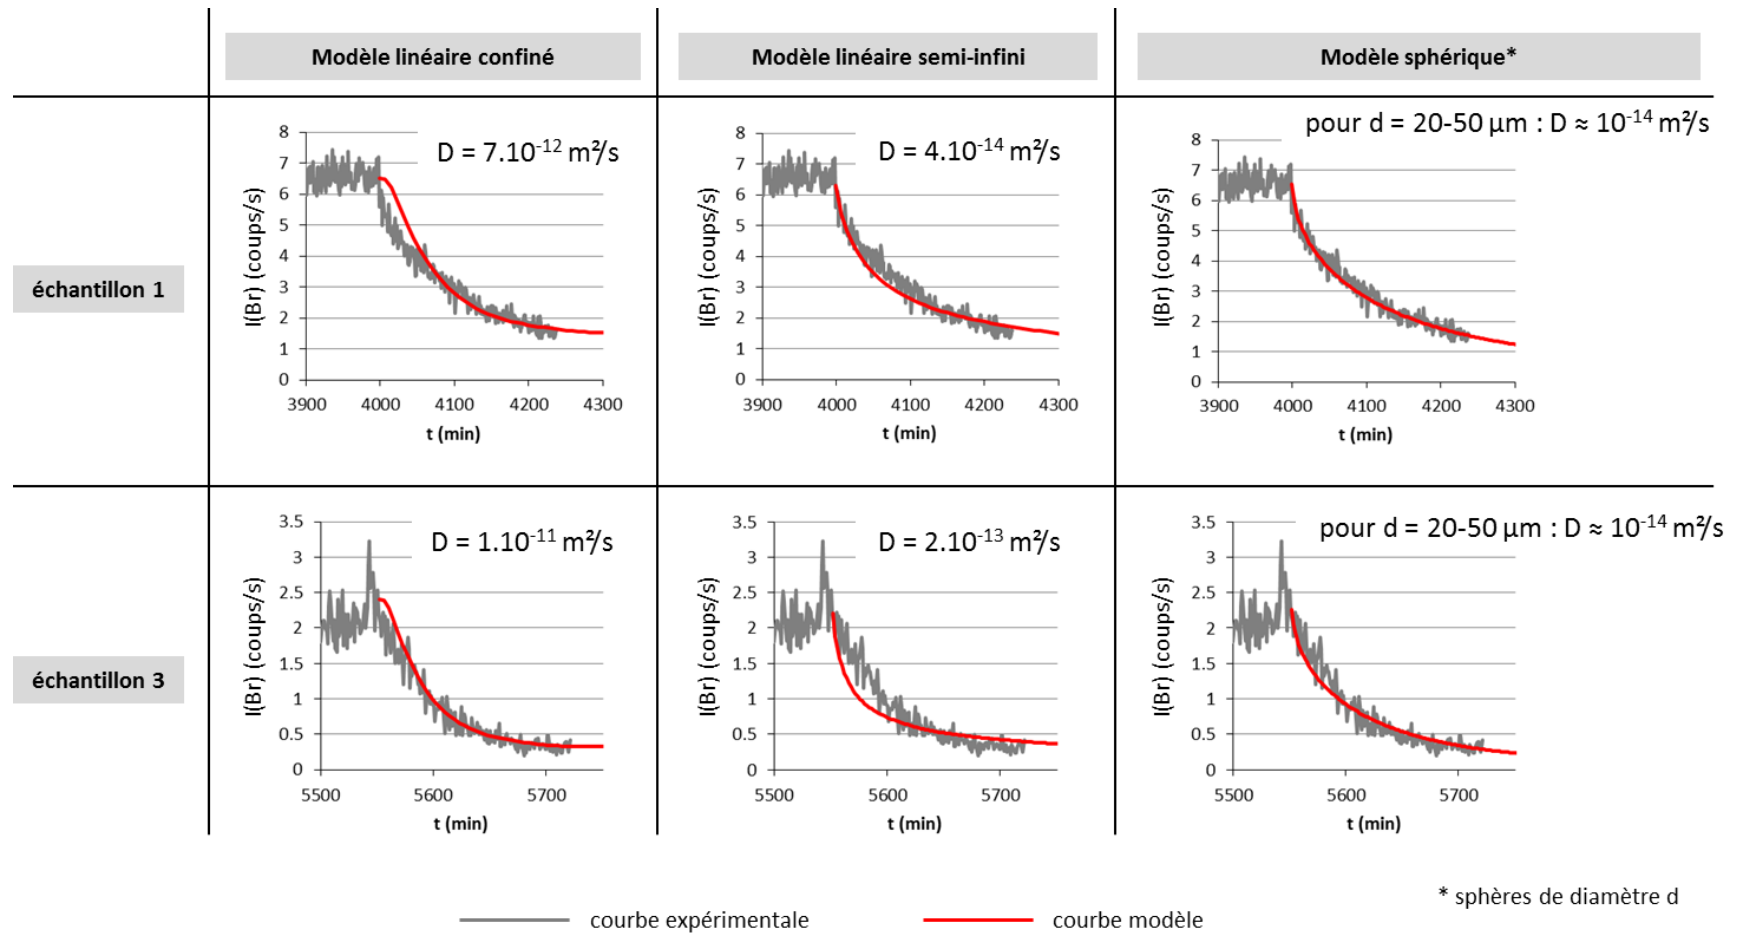 Modèle linéaire confiné
Modèle linéaire semi-infini
Modèle sphérique*
échantillon 1
D = 7.10-12 m²/s
I(Br) (coups/s)
8
7
6
5
4
3
2
1
0
3900 4000 4100 4200 4300
t (min)
D = 4.10-14 m²/s
I(Br) (coups/s)
8
7
6
5
4
3
2
1
0
3900 4000 4100 4200 4300
t (min)
pour d = 20-50 µm : D ≈ 10-14 m²/s
I(Br) (coups/s)
8
7
6
5
4
3
2
1
0
3900 4000 4100 4200 4300
t (min)
échantillon 3
D = 1.10-11 m²/s
I(Br) (coups/s)
3.5
3
2.5
2
1.5
1
0.5
0
5500 5600 5700
t (min)
D = 2.10-13 m²/s
I(Br) (coups/s)
3.5
3
2.5
2
1.5
1
0.5
0
5500 5600 5700
t (min)
pour d = 20-50 µm : D ≈ 10-14 m²/s
I(Br) (coups/s)
3.5
3
2.5
2
1.5
1
0.5
0
5500 5600 5700
t (min)
* sphères de diamètre d
courbe expérimentale
courbe modèle